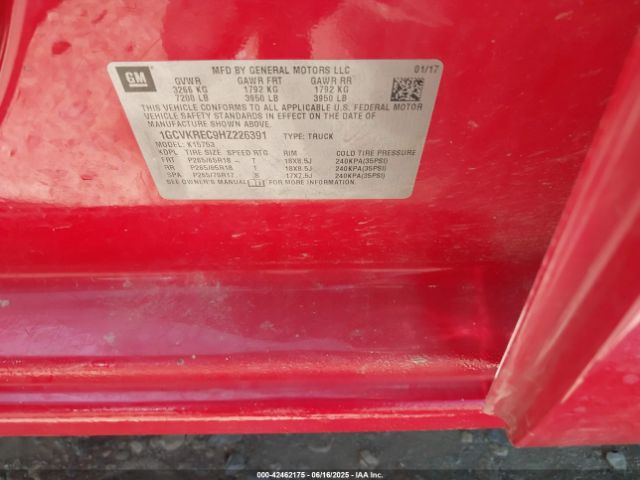 GM
MFD BY GENERAL MOTORS LLC 01/17
GVWR GAWR FRT GAWR RR
3266 KG 1792 KG 1792 KG
7200 LB 3950 LB 3950 LB
THIS VEHICLE CONFORMS TO ALL APPLICABLE U.S. FEDERAL MOTOR
VEHICLE SAFETY STANDARDS IN EFFECT ON THE DATE OF
MANUFACTURE SHOWN ABOVE.
1GCVKREC9HZ226391 TYPE: TRUCK
MODEL: K15753
KDPL TIRE SIZE SPEED RTG RIM COLD TIRE PRESSURE
FRT P265/65R18 T 18X8.5J 240KPA(35PSI)
RR P265/65R18 T 18X8.5J 240KPA(35PSI)
SPA P265/70R17 S 17X7.5J 240KPA(35PSI)
SEE OWNER'S MANUAL FOR ADDITIONAL INFORMATION
000-42462175 - 06/16/2025 - IAAI.COM